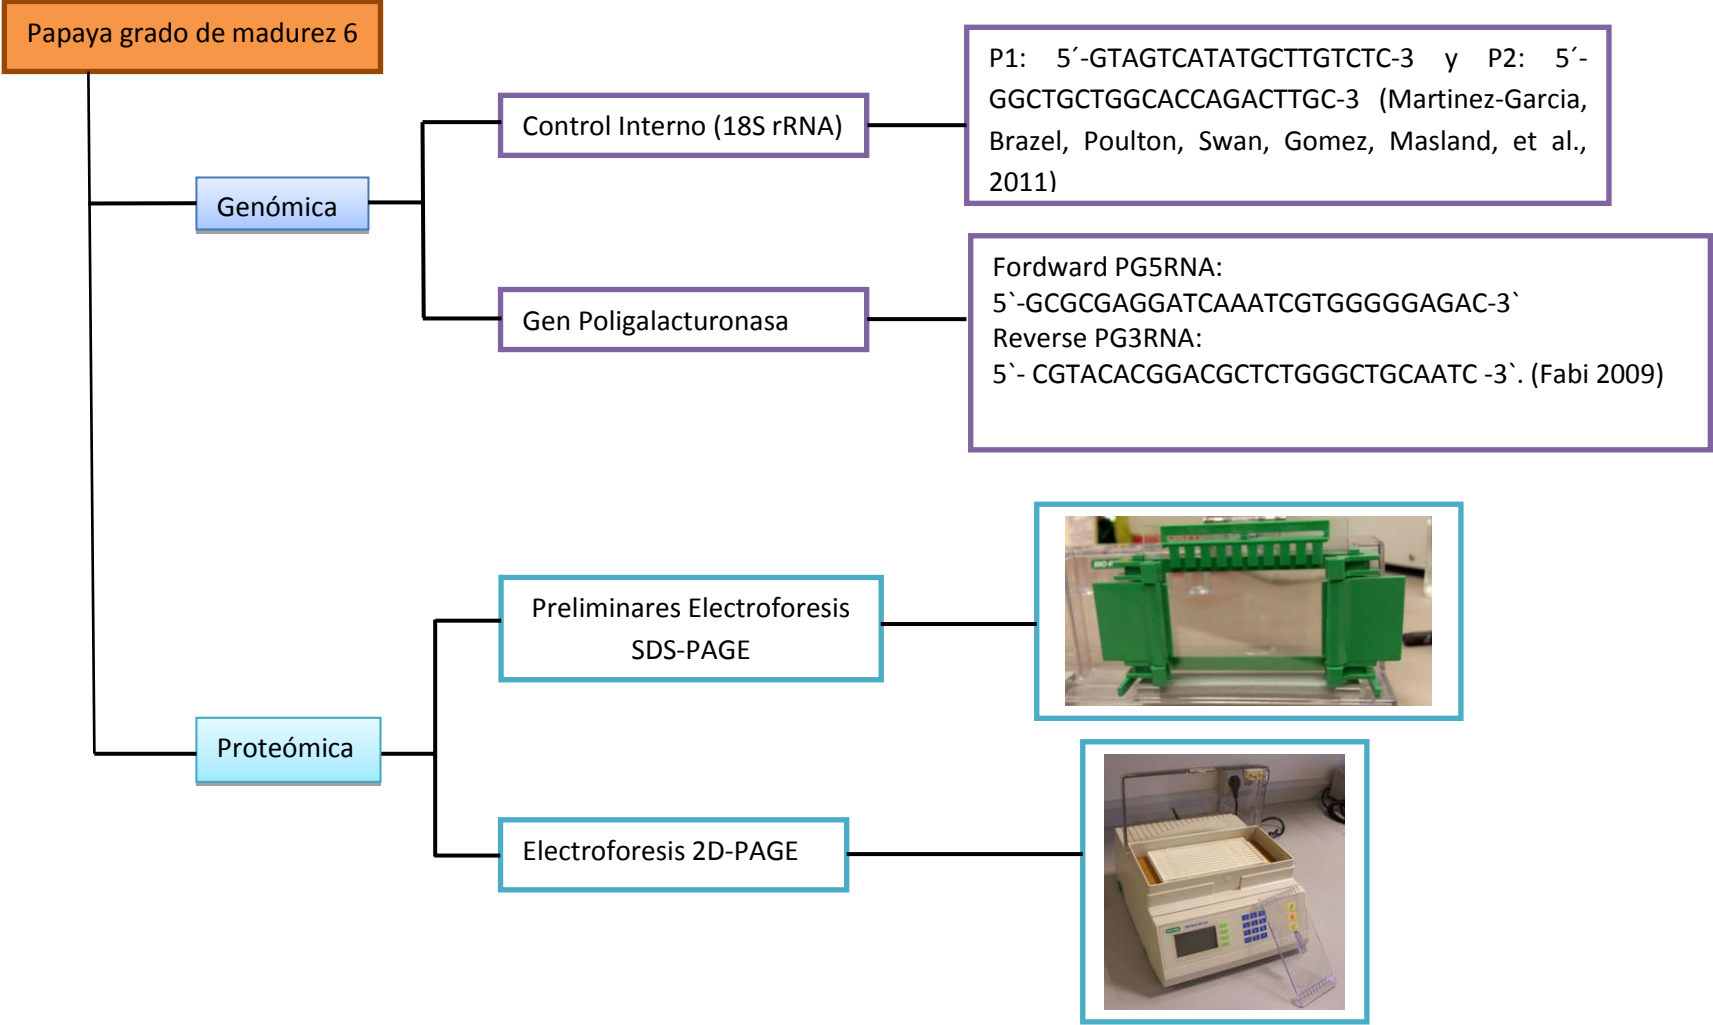 Papaya grado de madurez 6
Control Interno (18S rRNA)
P1: 5´-GTAGTCATATGCTTGTCTC-3 y P2: 5´-
GGCTGCTGGCACCAGACTTGC-3 (Martinez-Garcia,
Brazel, Poulton, Swan, Gomez, Masland, et al.,
2011)
Genómica
Gen Poligalacturonasa
Fordward PG5RNA:
5`-GCGCGAGGATCAAATCGTGGGGGAGAC-3`
Reverse PG3RNA:
5`- CGTACACGGACGCTCTGGGCTGCAATC -3`. (Fabi 2009)
Preliminares Electroforesis
SDS-PAGE
Proteómica
Electroforesis 2D-PAGE